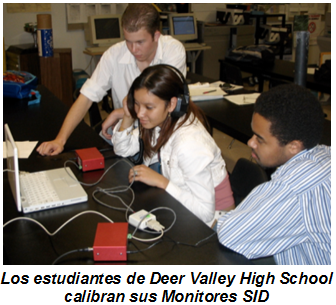 Los estudiantes de Deer Valley High School
calibran sus Monitores SID